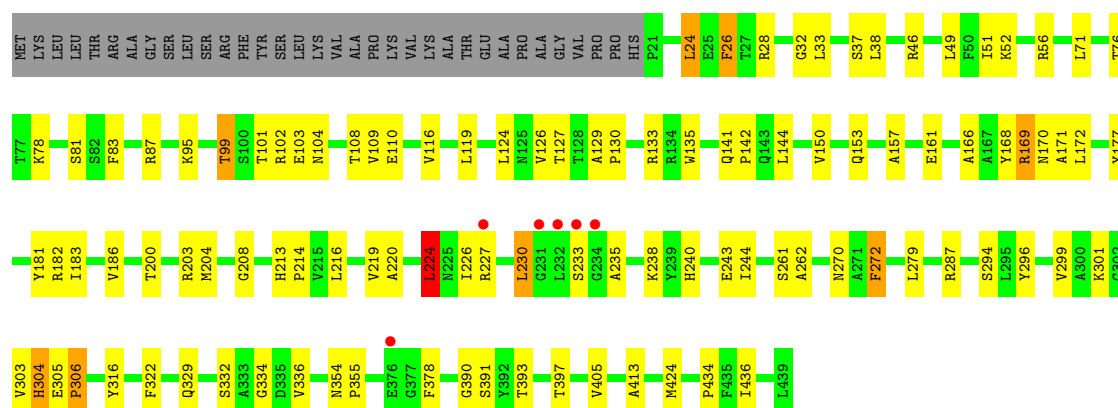 MET LYS LEU LEU THR ARG ALA GLY SER LEU SER ARG PHE TYR SER LEU LYS VAL ALA PRO LYS VAL LYS ALA THR GLU ALA PRO ALA GLY VAL PRO PRO HIS P21 L24 E25 F26 T27 R28 G32 L33 S37 L38 R46 L49 F50 I51 K52 R56 L71 T76
T77 K78 S81 S82 F83 R87 K95 T99 S100 T101 R102 E103 N104 T108 V109 E110 V116 L119 L124 N125 V126 T127 T128 A129 P130 R133 R134 W135 Q141 P142 Q143 L144 V150 Q153 A157 E161 A166 A167 Y168 R169 N170 A171 L172 Y177
Y181 R182 I183 V186 T200 R203 M204 G208 H213 P214 V215 L216 V219 A220 L224 N225 I226 R227 L230 G231 L232 S233 G234 A235 K238 Y239 H240 E243 I244 S261 A262 N270 A271 F272 L279 R287 S294 L295 Y296 V299 A300 K301
V303 H304 E305 P306 Y316 F322 Q329 S332 A333 G334 D335 V336 N354 P355 E376 G377 F378 G390 S391 Y392 T393 T397 V405 A413 M424 P434 F435 I436 L439